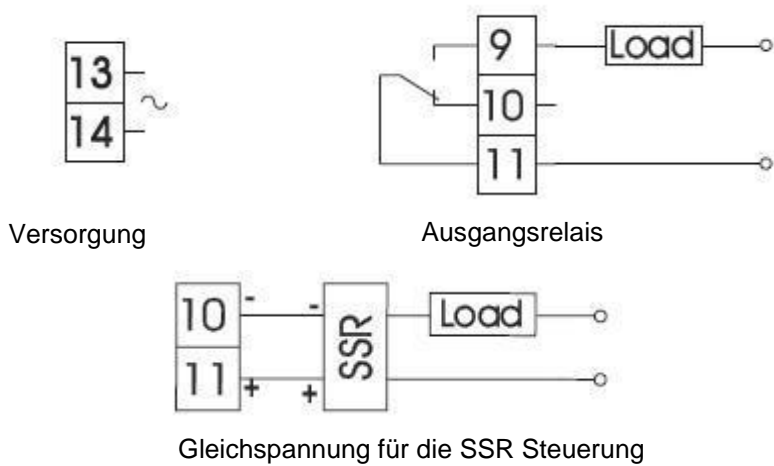 13
14
Versorgung
9
Load
10
11
Ausgangsrelais
10 - - SSR Load
11 + +
Gleichspannung für die SSR Steuerung